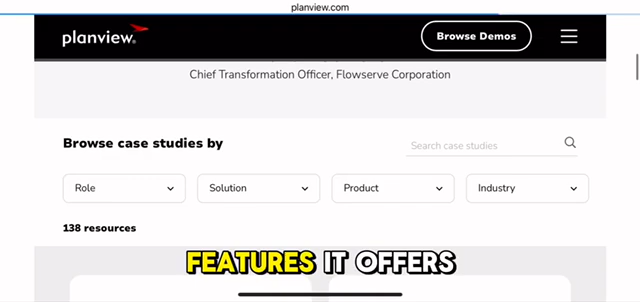 planview.com
planview.
Browse Demos
Chief Transformation Officer, Flowserve Corporation
Browse case studies by
Search case studies
Role
Solution
Product
Industry
138 resources
FEATURES IT OFFERS